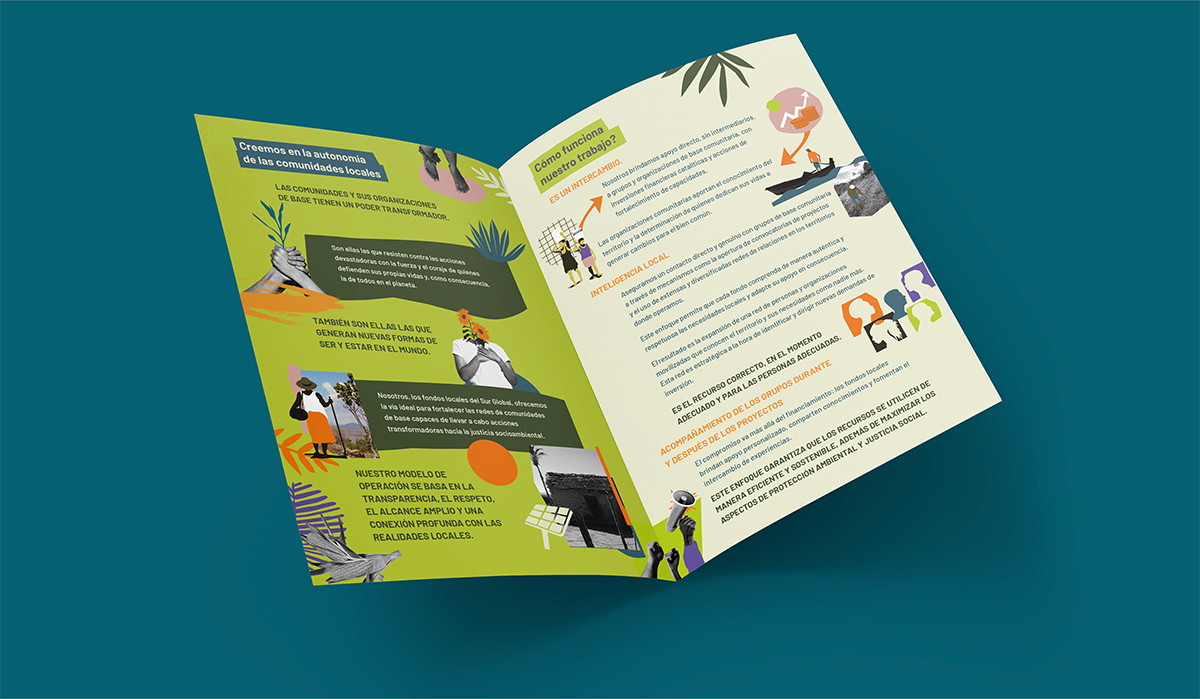 Creemos en la autonomía
de las comunidades locales
LAS COMUNIDADES Y SUS ORGANIZACIONES
DE BASE TIENEN UN PODER TRANSFORMADOR.
Son ellas las que resisten contra las acciones
devastadoras con la fuerza y el coraje de quienes
defienden sus propias vidas y, como consecuencia,
la de todos en el planeta.
TAMBIÉN SON ELLAS LAS QUE
GENERAN NUEVAS FORMAS DE
SER Y ESTAR EN EL MUNDO.
Nosotros, los fondos locales del Sur Global, ofrecemos
la vía ideal para fortalecer las redes de comunidades
de base capaces de llevar a cabo acciones
transformadoras hacia la justicia socioambiental.
NUESTRO MODELO DE
OPERACIÓN SE BASA EN LA
TRANSPARENCIA, EL RESPETO,
EL ALCANCE AMPLIO Y UNA
CONEXIÓN PROFUNDA CON LAS
REALIDADES LOCALES.
Cómo funciona
nuestro trabajo?
ES UN INTERCAMBIO.
Nosotros brindamos apoyo directo, sin intermediarios,
a grupos y organizaciones de base comunitaria, con
inversiones financieras catalíticas y acciones de
fortalecimiento de capacidades.
Las organizaciones comunitarias aportan el conocimiento del
territorio y la determinación de quienes dedican sus vidas a
generar cambios para el bien común.
INTELIGENCIA LOCAL
Aseguramos un contacto directo y genuino con grupos de base comunitaria
a través de mecanismos como la apertura de convocatorias de proyectos
y el uso de extensas y diversificadas redes de relaciones en los territorios
donde operamos.
Este enfoque permite que cada fondo comprenda de manera auténtica y
respetuosa las necesidades locales y adapte su apoyo en consecuencia.
El resultado es la expansión de una red de personas y organizaciones
movilizadas que conocen el territorio y sus necesidades como nadie más.
Esta red es estratégica a la hora de identificar y dirigir nuevas demandas de
inversión.
ES EL RECURSO CORRECTO, EN EL MOMENTO
ADECUADO Y PARA LAS PERSONAS ADECUADAS.
ACOMPAÑAMIENTO DE LOS GRUPOS DURANTE
Y DESPUÉS DE LOS PROYECTOS
El compromiso va más allá del financiamiento: los fondos locales
brindan apoyo personalizado, comparten conocimientos y fomentan el
intercambio de experiencias.
ESTE ENFOQUE GARANTIZA QUE LOS RECURSOS SE UTILICEN DE
MANERA EFICIENTE Y SOSTENIBLE, ADEMÁS DE MAXIMIZAR LOS
ASPECTOS DE PROTECCIÓN AMBIENTAL Y JUSTICIA SOCIAL.